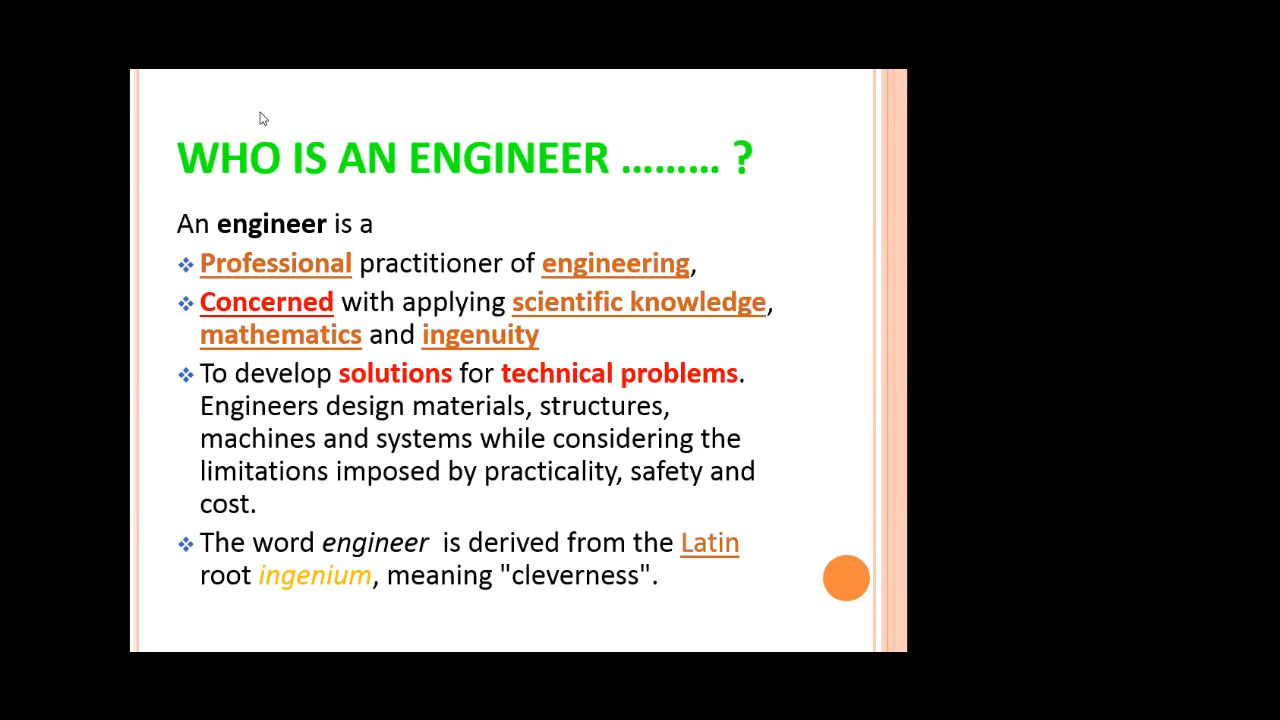 WHO IS AN ENGINEER ......... ?
An engineer is a
❖ Professional practitioner of engineering,
❖ Concerned with applying scientific knowledge,
mathematics and ingenuity
❖ To develop solutions for technical problems.
Engineers design materials, structures,
machines and systems while considering the
limitations imposed by practicality, safety and
cost.
❖ The word engineer is derived from the Latin
root ingenium, meaning "cleverness".